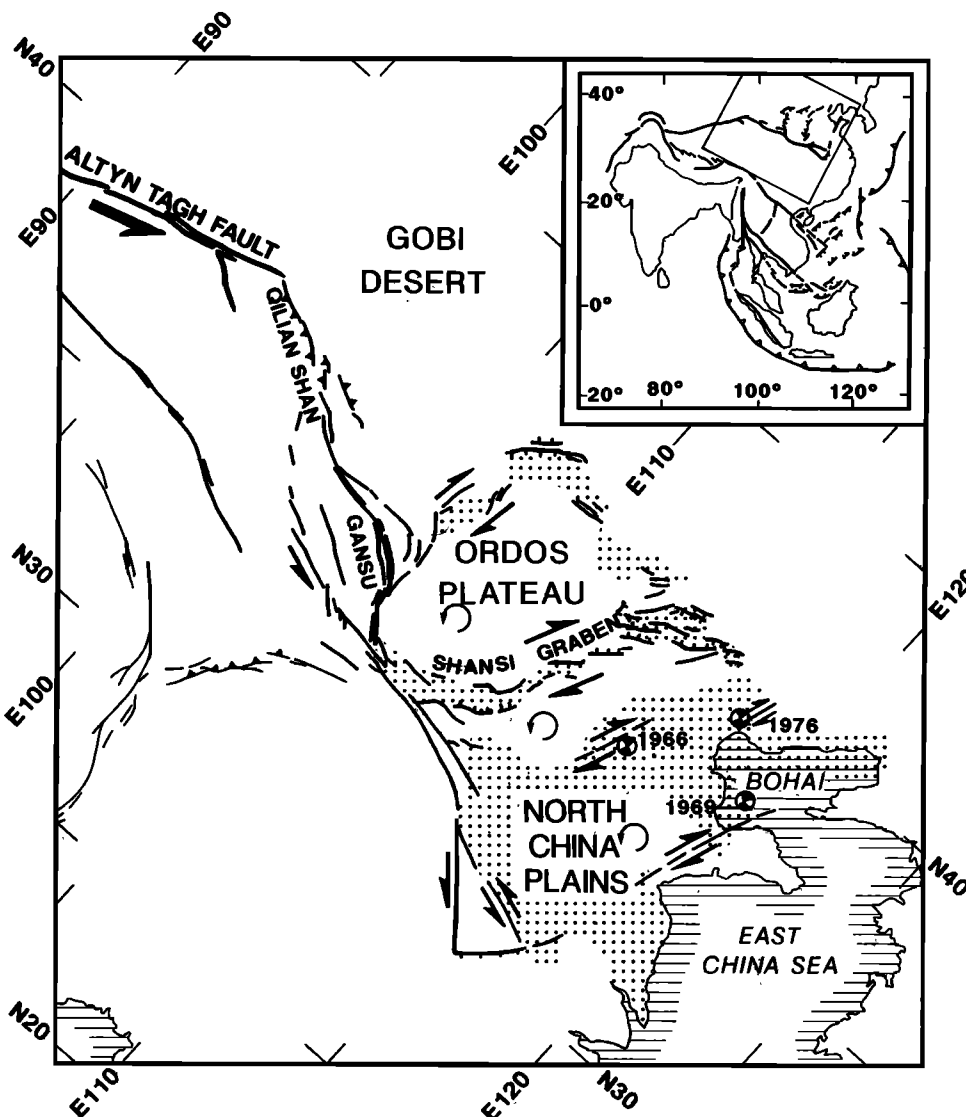 E90
N40
E100
40°
20°
0°
20°
80°
100°
120°
ALTYN TAGH FAULT
E90
GOBI
DESERT
QILIAN SHAN
E110
GANSU
ORDOS
PLATEAU
N30
E120
SHANSI GRABEN
E100
1976
1966
BOHAI
1969
NORTH
CHINA
PLAINS
N40
EAST
CHINA SEA
N20
E110
E120
N30